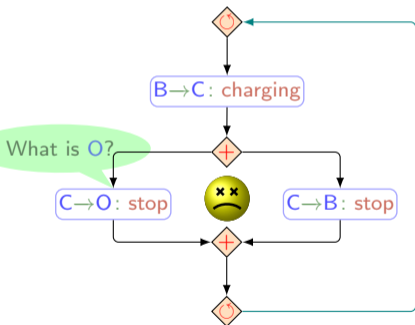 B→C: charging
+
What is O?
C→O: stop
C→B: stop
+